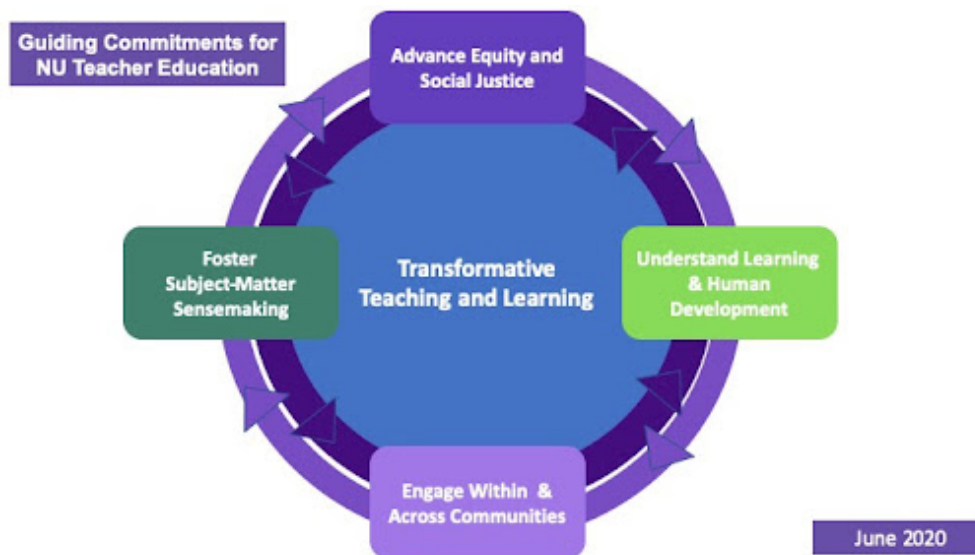 Guiding Commitments for
NU Teacher Education
Advance Equity and
Social Justice
Foster
Subject-Matter
Sensemaking
Transformative
Teaching and Learning
Understand Learning
& Human
Development
Engage Within & 
Across Communities
June 2020